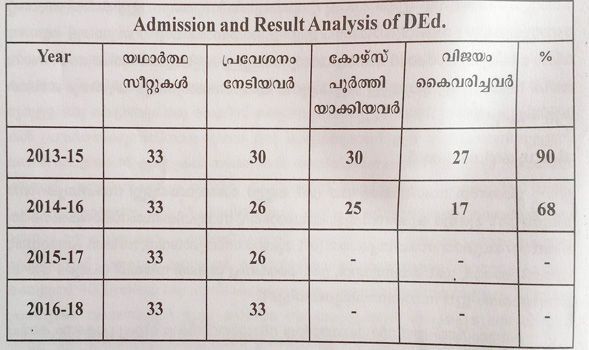 Admission and Result Analysis of DEd.
Year യഥാർത്ഥ സീറ്റുകൾ പ്രവേശനം നേടിയവർ കോഴ്സ് പൂർത്തി യാക്കിയവർ വിജയം കൈവരിച്ചവർ %
2013-15 33 30 30 27 90
2014-16 33 26 25 17 68
2015-17 33 26 - - -
2016-18 33 33 - - -